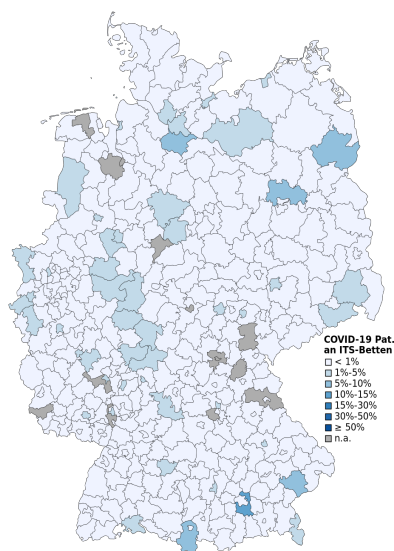 COVID-19 Pat.
an ITS-Betten
< 1%
1%-5%
5%-10%
10%-15%
15%-30%
30%-50%
≥ 50%
n.a.